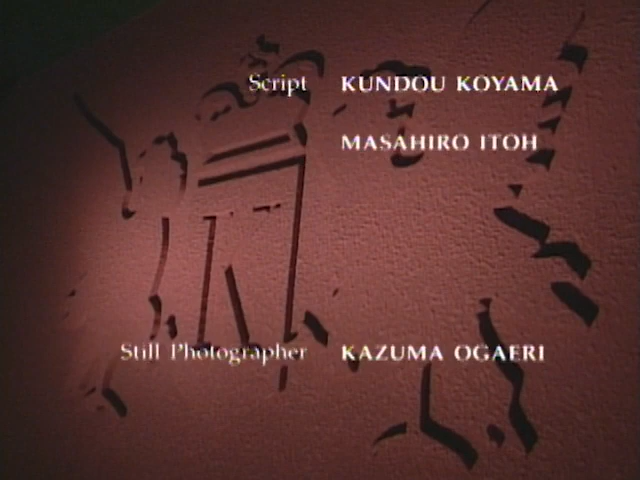 Script KUNDOU KOYAMA
MASAHIRO ITOH
Still Photographer KAZUMA OGAERI